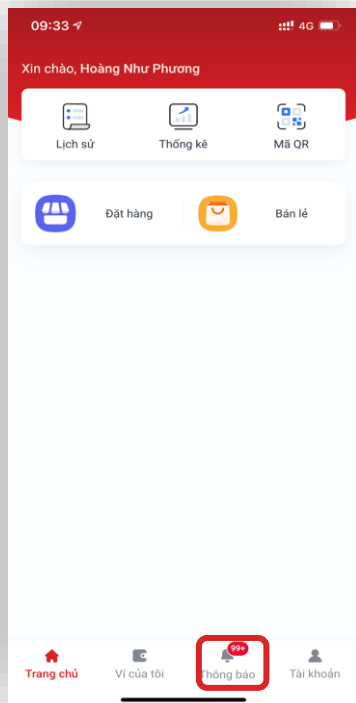 09:33 4G
Xin chào, Hoàng Như Phương
Lịch sử Thống kê Mã QR
Đặt hàng Bán lẻ
99+
Trang chủ Ví của tôi Thông báo Tài khoản